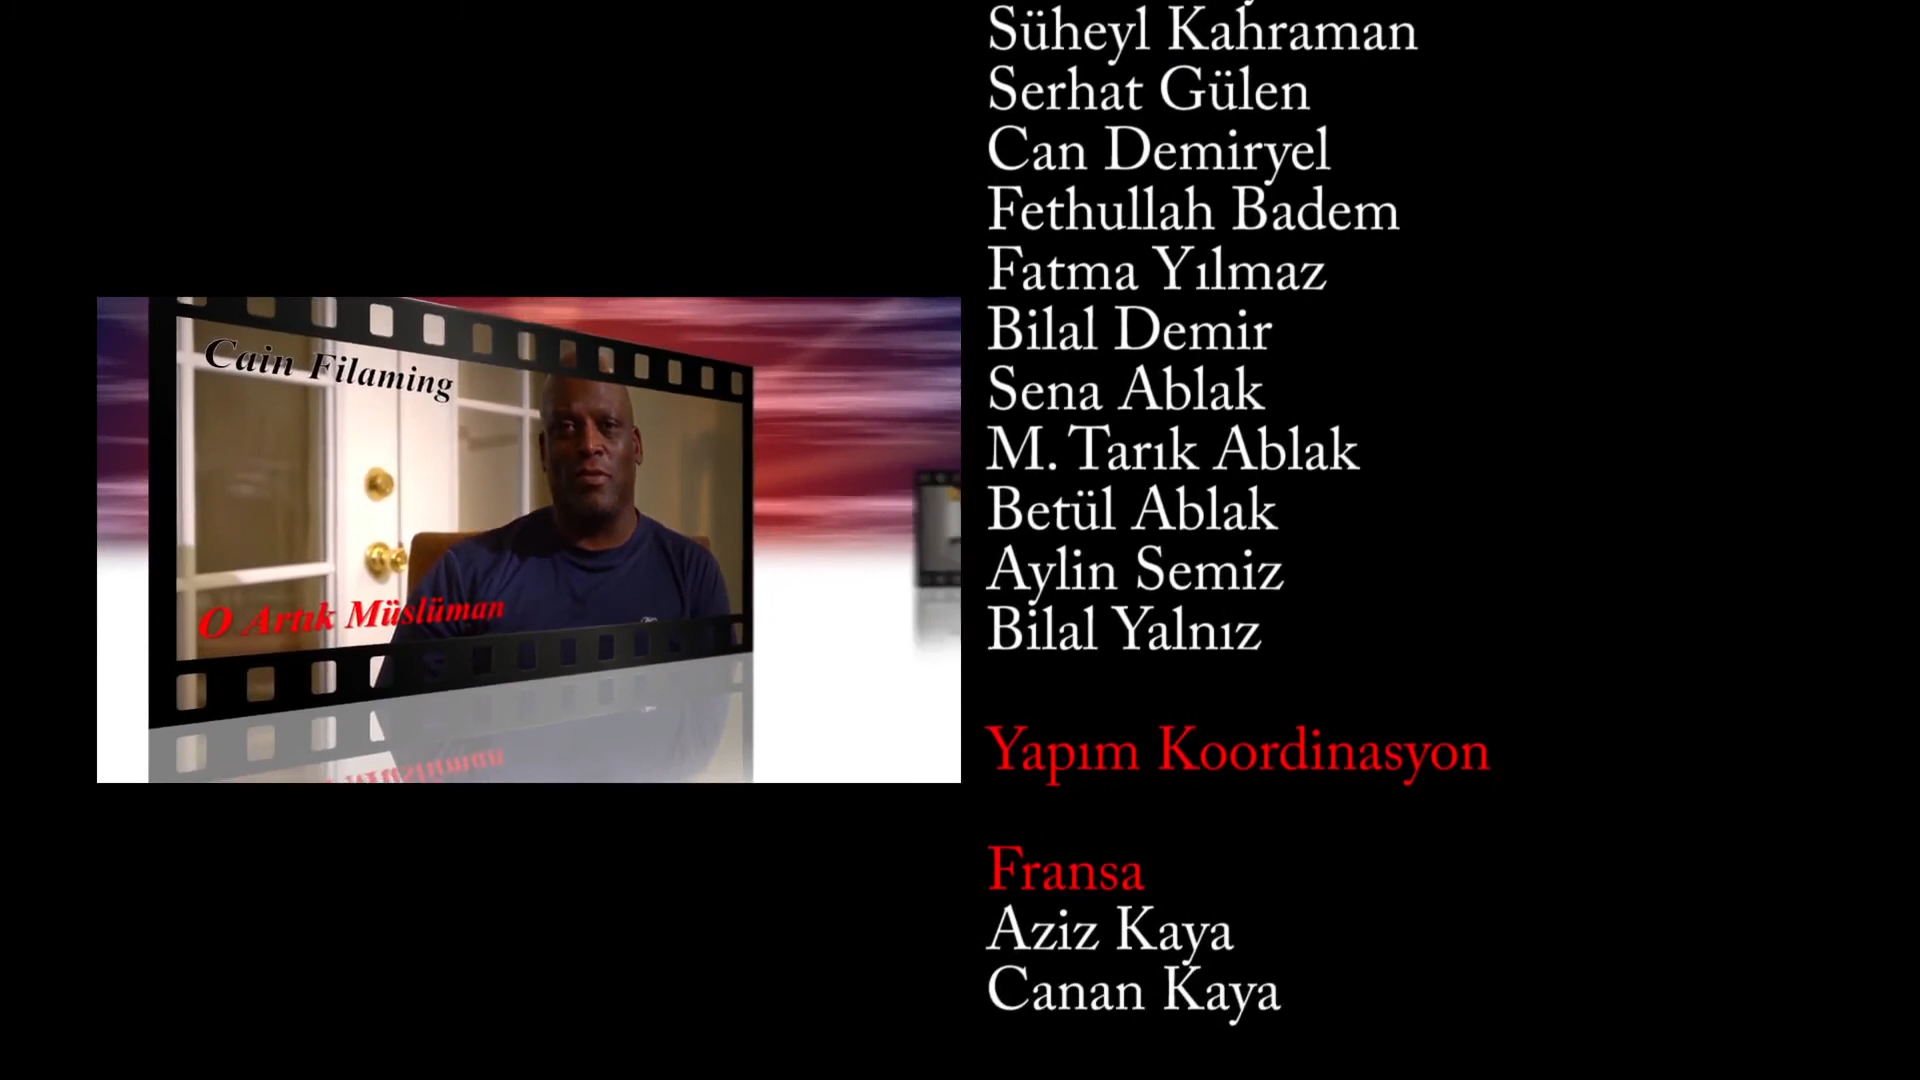 Cain Filaming
O Artık Müslüman
Süheyl Kahraman
Serhat Gülen
Can Demiryel
Fethullah Badem
Fatma Yılmaz
Bilal Demir
Sena Ablak
M. Tarık Ablak
Betül Ablak
Aylin Semiz
Bilal Yalnız
Yapım Koordinasyon
Fransa
Aziz Kaya
Canan Kaya